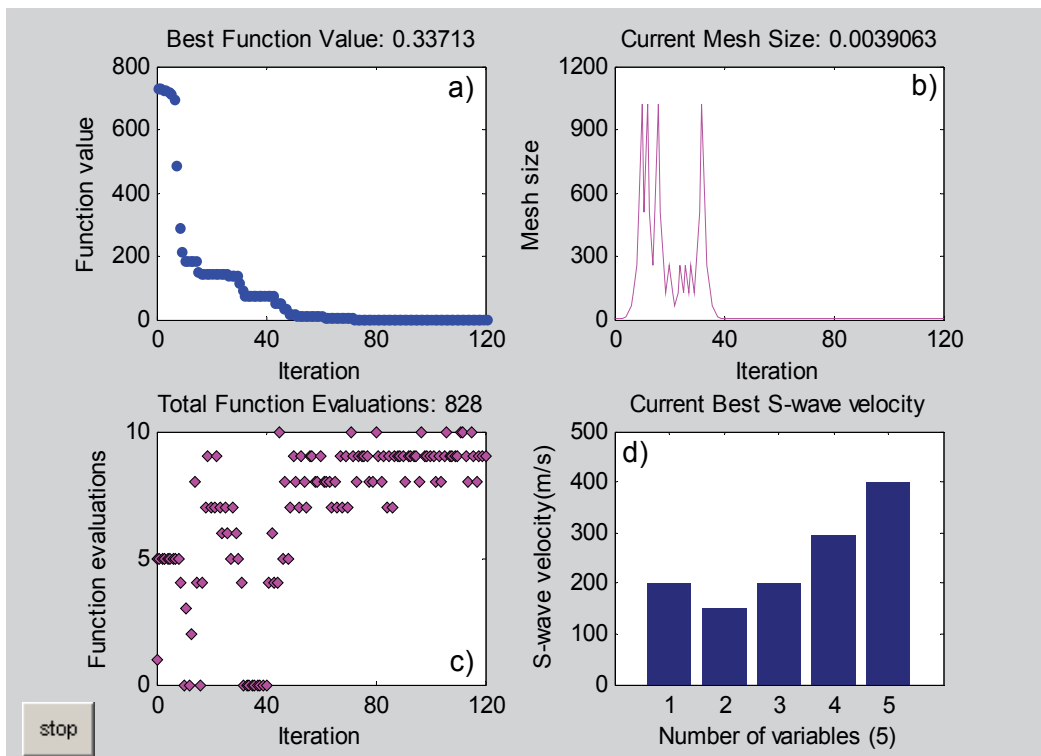 Best Function Value: 0.33713
800
600
400
200
0
Function value
a)
0 40 80 120
Iteration
Current Mesh Size: 0.0039063
1200
900
600
300
0
Mesh size
b)
0 40 80 120
Iteration
Total Function Evaluations: 828
10
5
0
Function evaluations
c)
0 40 80 120
Iteration
Current Best S-wave velocity
500
400
300
200
100
0
S-wave velocity(m/s)
d)
1 2 3 4 5
Number of variables (5)
stop